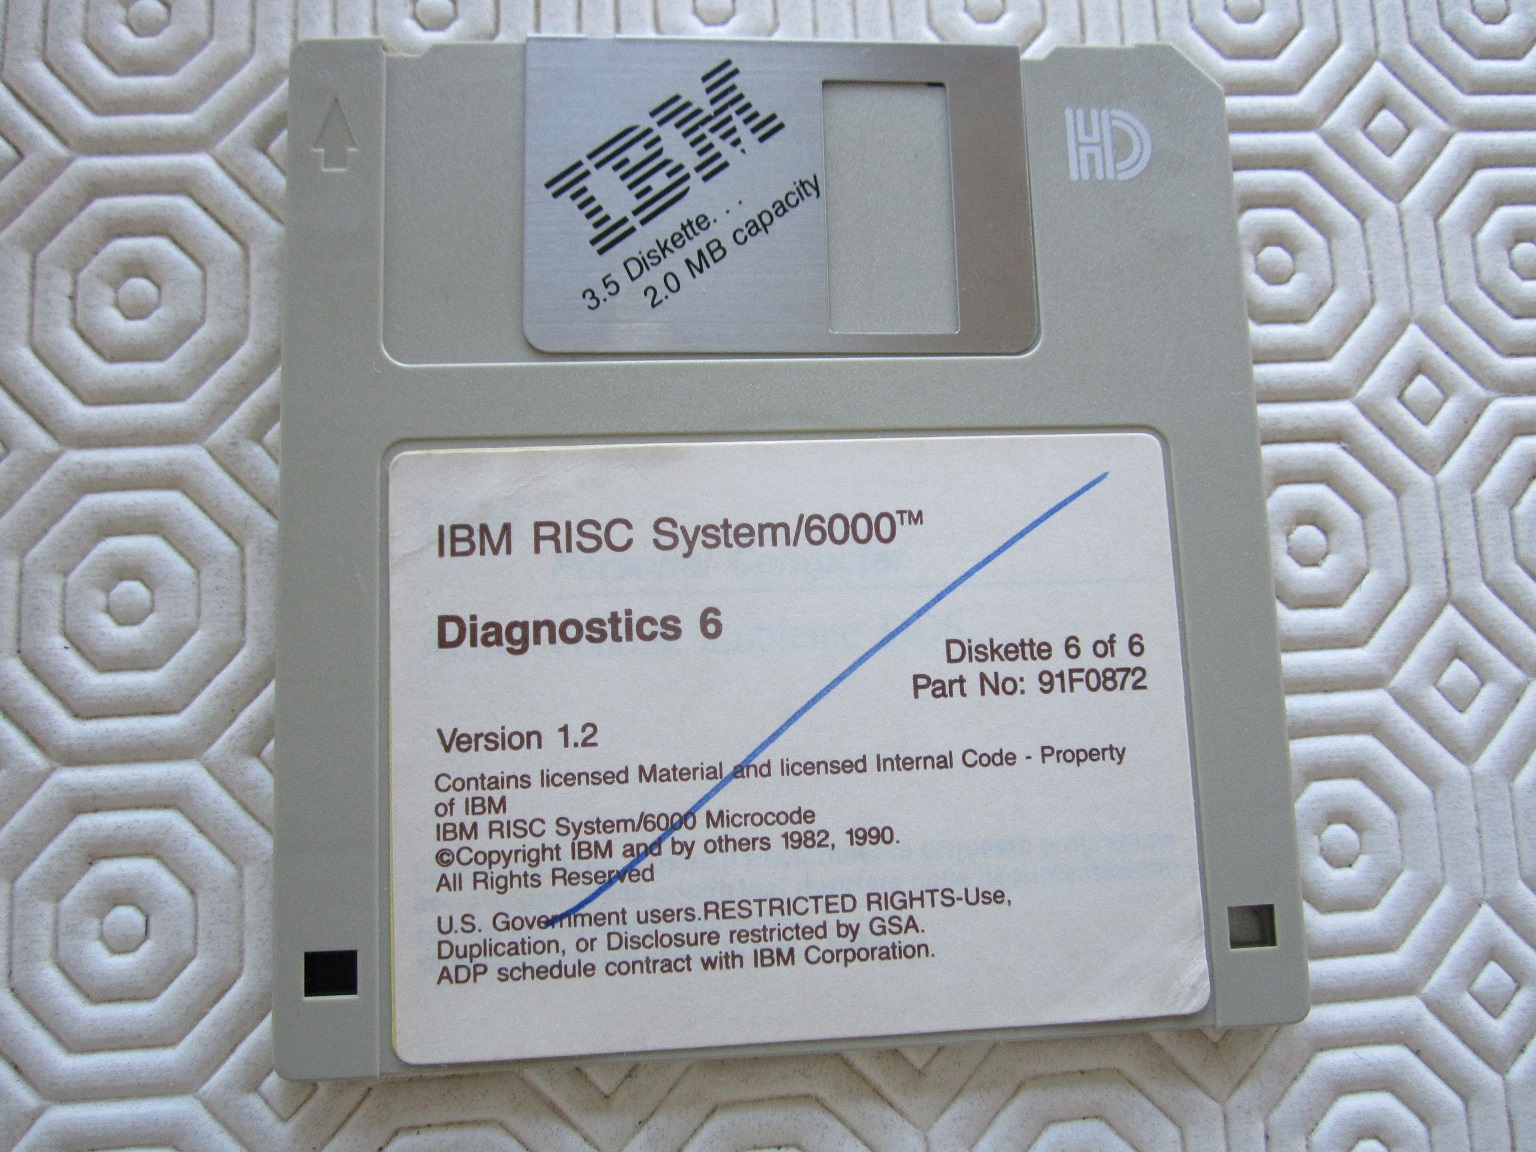 IBM
HD
3.5 Diskette. . .
2.0 MB capacity
IBM RISC System/6000™
Diagnostics 6
Diskette 6 of 6
Part No: 91F0872
Version 1.2
Contains licensed Material and licensed Internal Code - Property
of IBM
IBM RISC System/6000 Microcode
©Copyright IBM and by others 1982, 1990.
All Rights Reserved
U.S. Government users.RESTRICTED RIGHTS-Use,
Duplication, or Disclosure restricted by GSA.
ADP schedule contract with IBM Corporation.